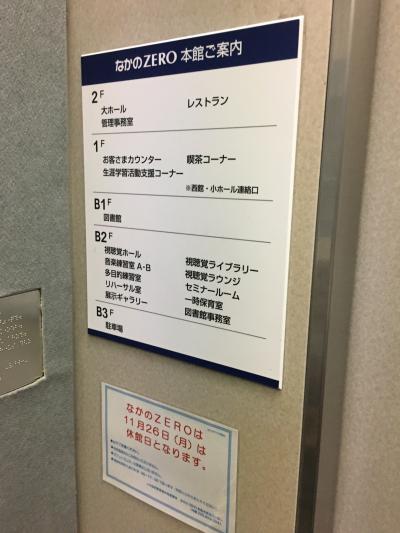 なかのZERO 本館ご案内
2F
大ホール レストラン
管理事務室
1F
お客さまカウンター 喫茶コーナー
生涯学習活動支援コーナー
※西館・小ホール連絡口
B1F
図書館
B2F
視聴覚ホール 視聴覚ライブラリー
音楽練習室 A・B 視聴覚ラウンジ
多目的練習室 セミナールーム
リハーサル室 一時保育室
展示ギャラリー 図書館事務室
B3F
駐車場
なかのZEROは
11月26日(月)は
休館日となります。